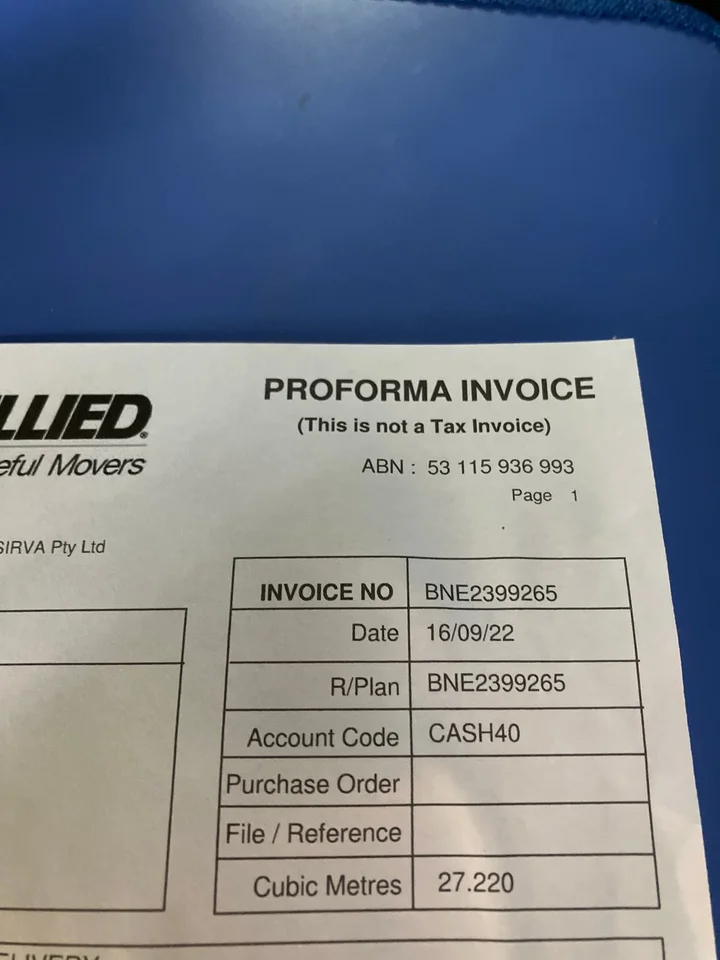 PROFORMA INVOICE
LLIED®
(This is not a Tax Invoice)
eful Movers
ABN : 53 115 936 993
Page 1
SIRVA Pty Ltd
INVOICE NO BNE2399265
Date 16/09/22
R/Plan BNE2399265
Account Code CASH40
Purchase Order
File / Reference
Cubic Metres 27.220